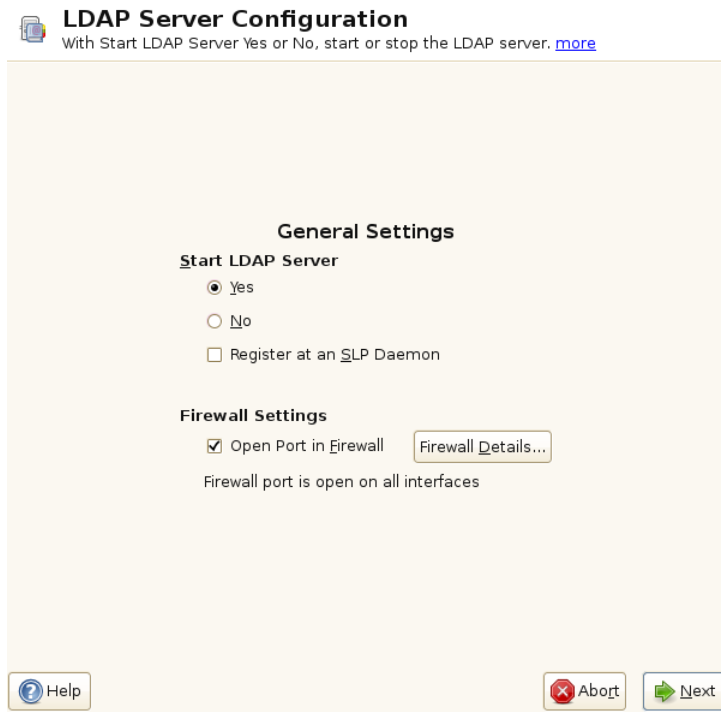 LDAP Server Configuration
With Start LDAP Server Yes or No, start or stop the LDAP server. more
General Settings
Start LDAP Server
Yes
No
Register at an SLP Daemon
Firewall Settings
Open Port in Firewall Firewall Details...
Firewall port is open on all interfaces
Help Abort Next